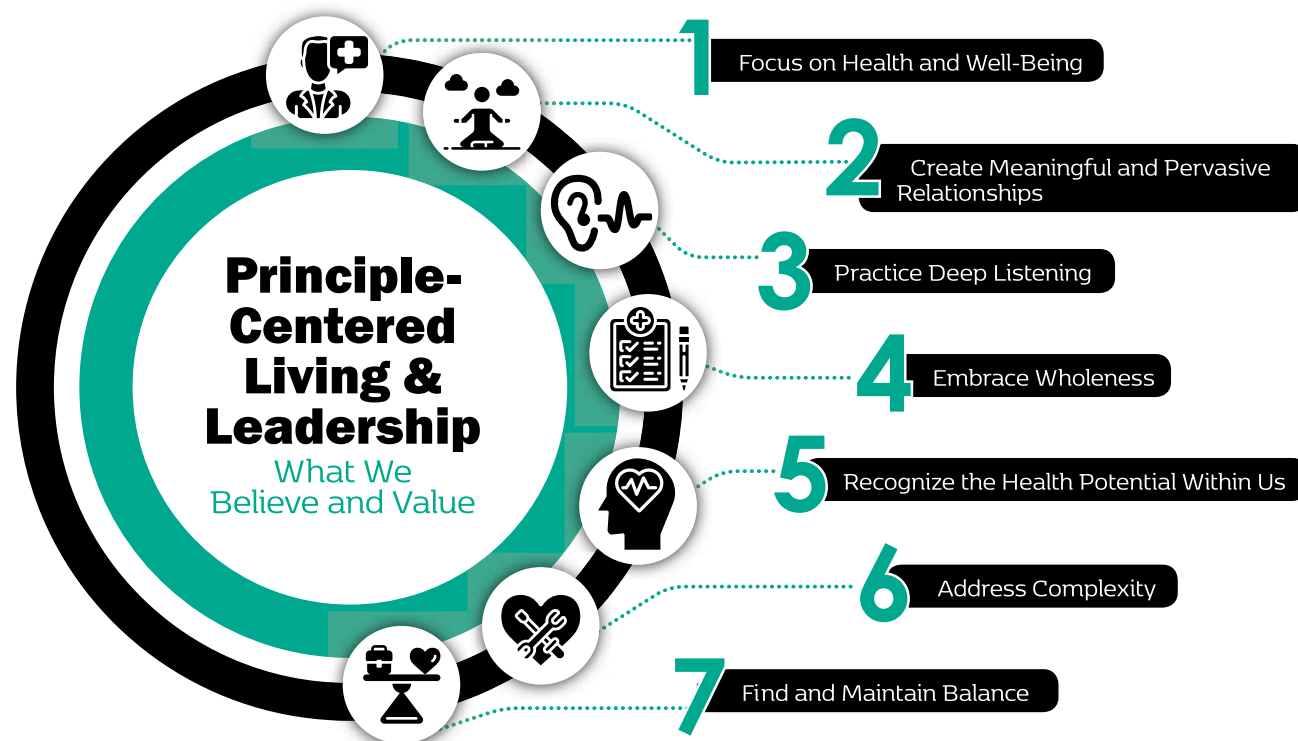 Principle-
Centered
Living &
Leadership
What We
Believe and Value
1 Focus on Health and Well-Being
2 Create Meaningful and Pervasive
Relationships
3 Practice Deep Listening
4 Embrace Wholeness
5 Recognize the Health Potential Within Us
6 Address Complexity
7 Find and Maintain Balance